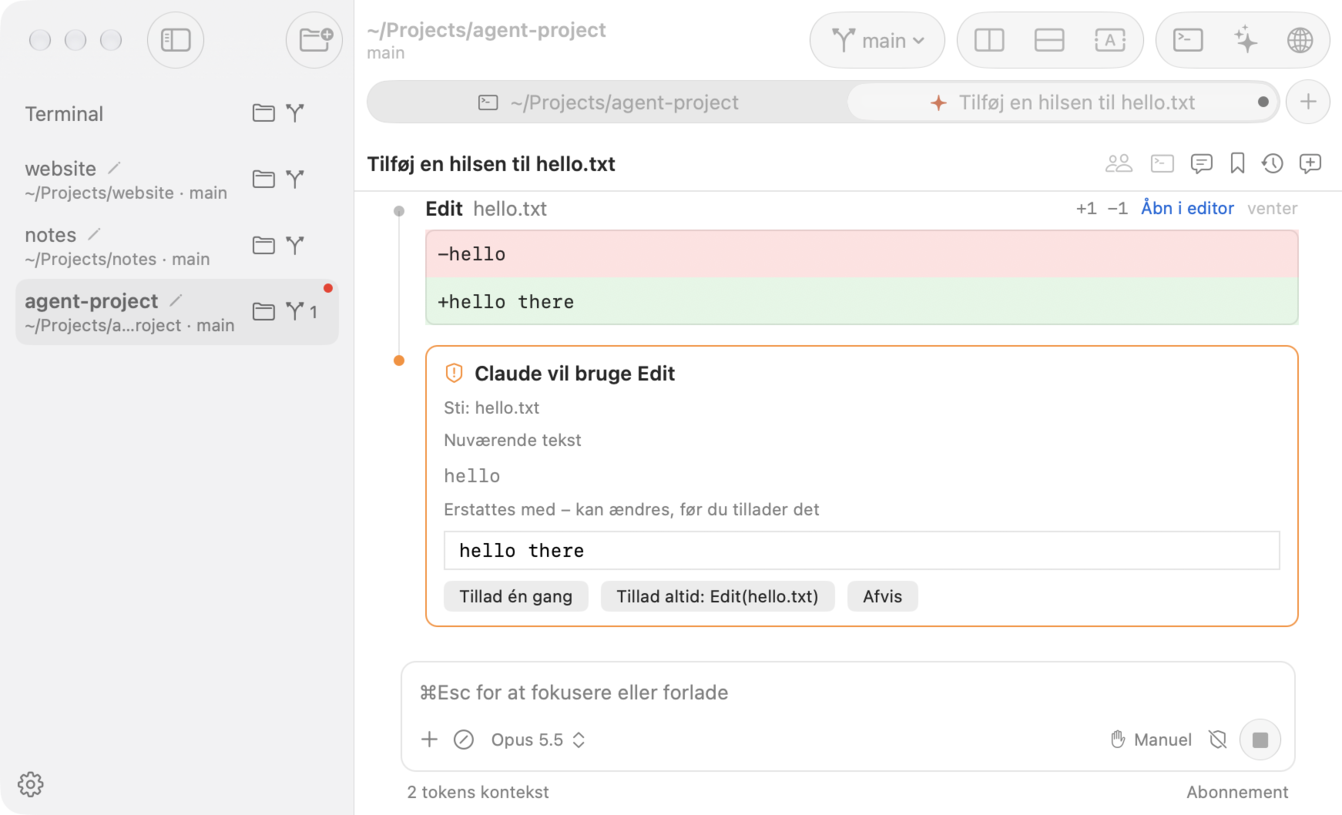 ~/Projects/agent-project
main
main
~/Projects/agent-project
Tilføj en hilsen til hello.txt
Terminal
website
~/Projects/website · main
notes
~/Projects/notes · main
agent-project
1
~/Projects/a...roject · main
Tilføj en hilsen til hello.txt
Edit hello.txt
+1 −1 Åbn i editor venter
−hello
+hello there
Claude vil bruge Edit
Sti: hello.txt
Nuværende tekst
hello
Erstattes med – kan ændres, før du tillader det
hello there
Tillad én gang
Tillad altid: Edit(hello.txt)
Afvis
⌘Esc for at fokusere eller forlade
Opus 5.5
Manuel
2 tokens kontekst
Abonnement